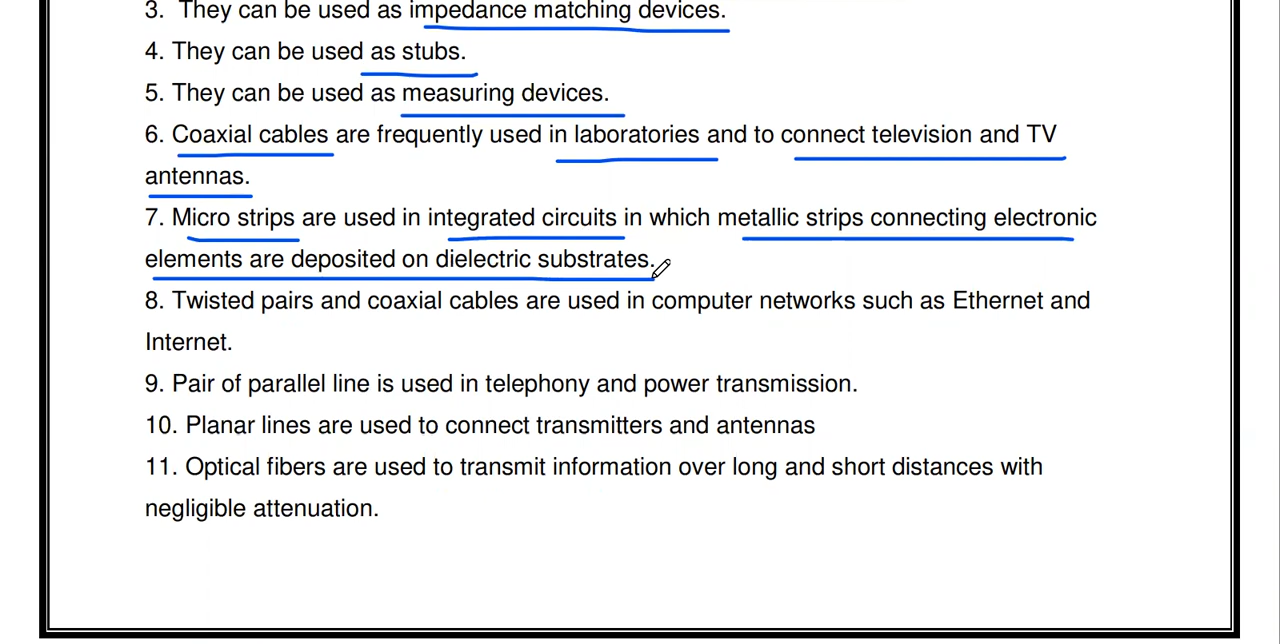 3. They can be used as impedance matching devices.
4. They can be used as stubs.
5. They can be used as measuring devices.
6. Coaxial cables are frequently used in laboratories and to connect television and TV
antennas.
7. Micro strips are used in integrated circuits in which metallic strips connecting electronic
elements are deposited on dielectric substrates.
8. Twisted pairs and coaxial cables are used in computer networks such as Ethernet and
Internet.
9. Pair of parallel line is used in telephony and power transmission.
10. Planar lines are used to connect transmitters and antennas
11. Optical fibers are used to transmit information over long and short distances with
negligible attenuation.